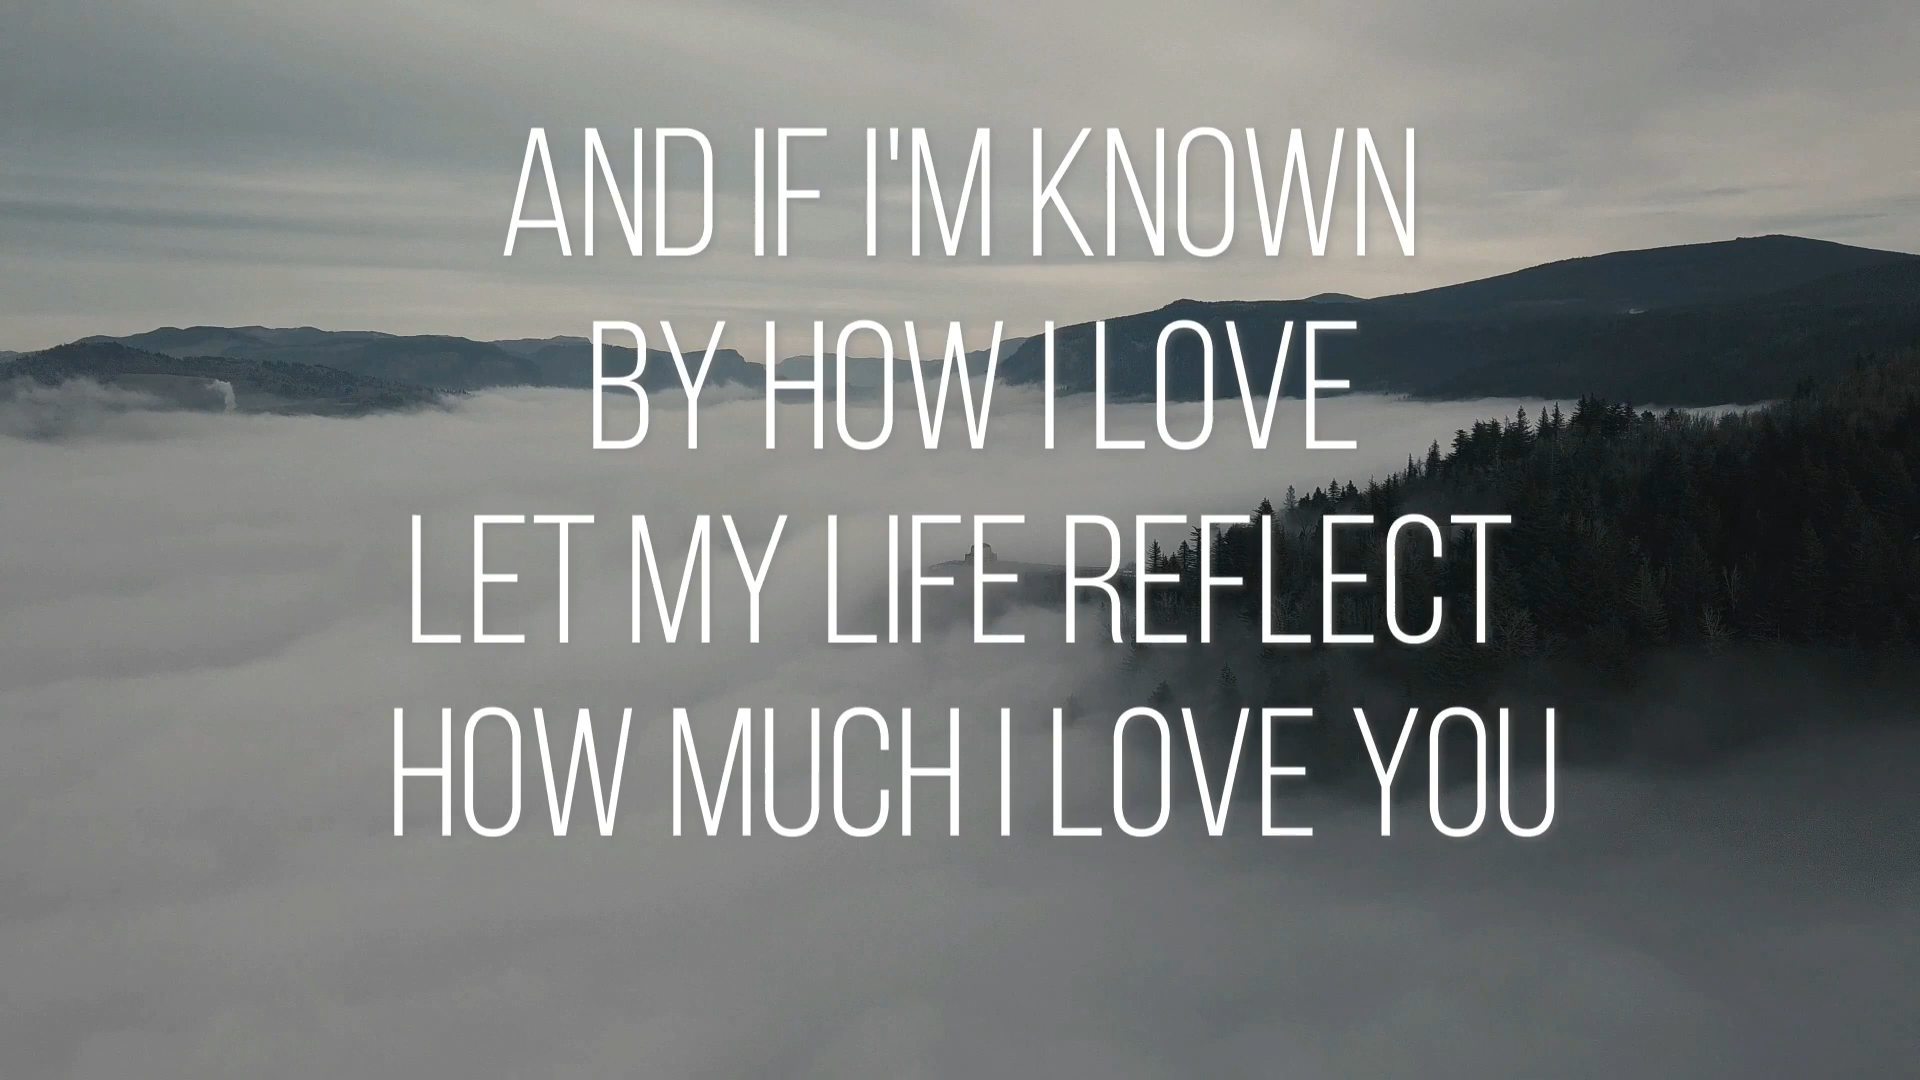 AND IF I'M KNOWN
BY HOW I LOVE
LET MY LIFE REFLECT
HOW MUCH I LOVE YOU